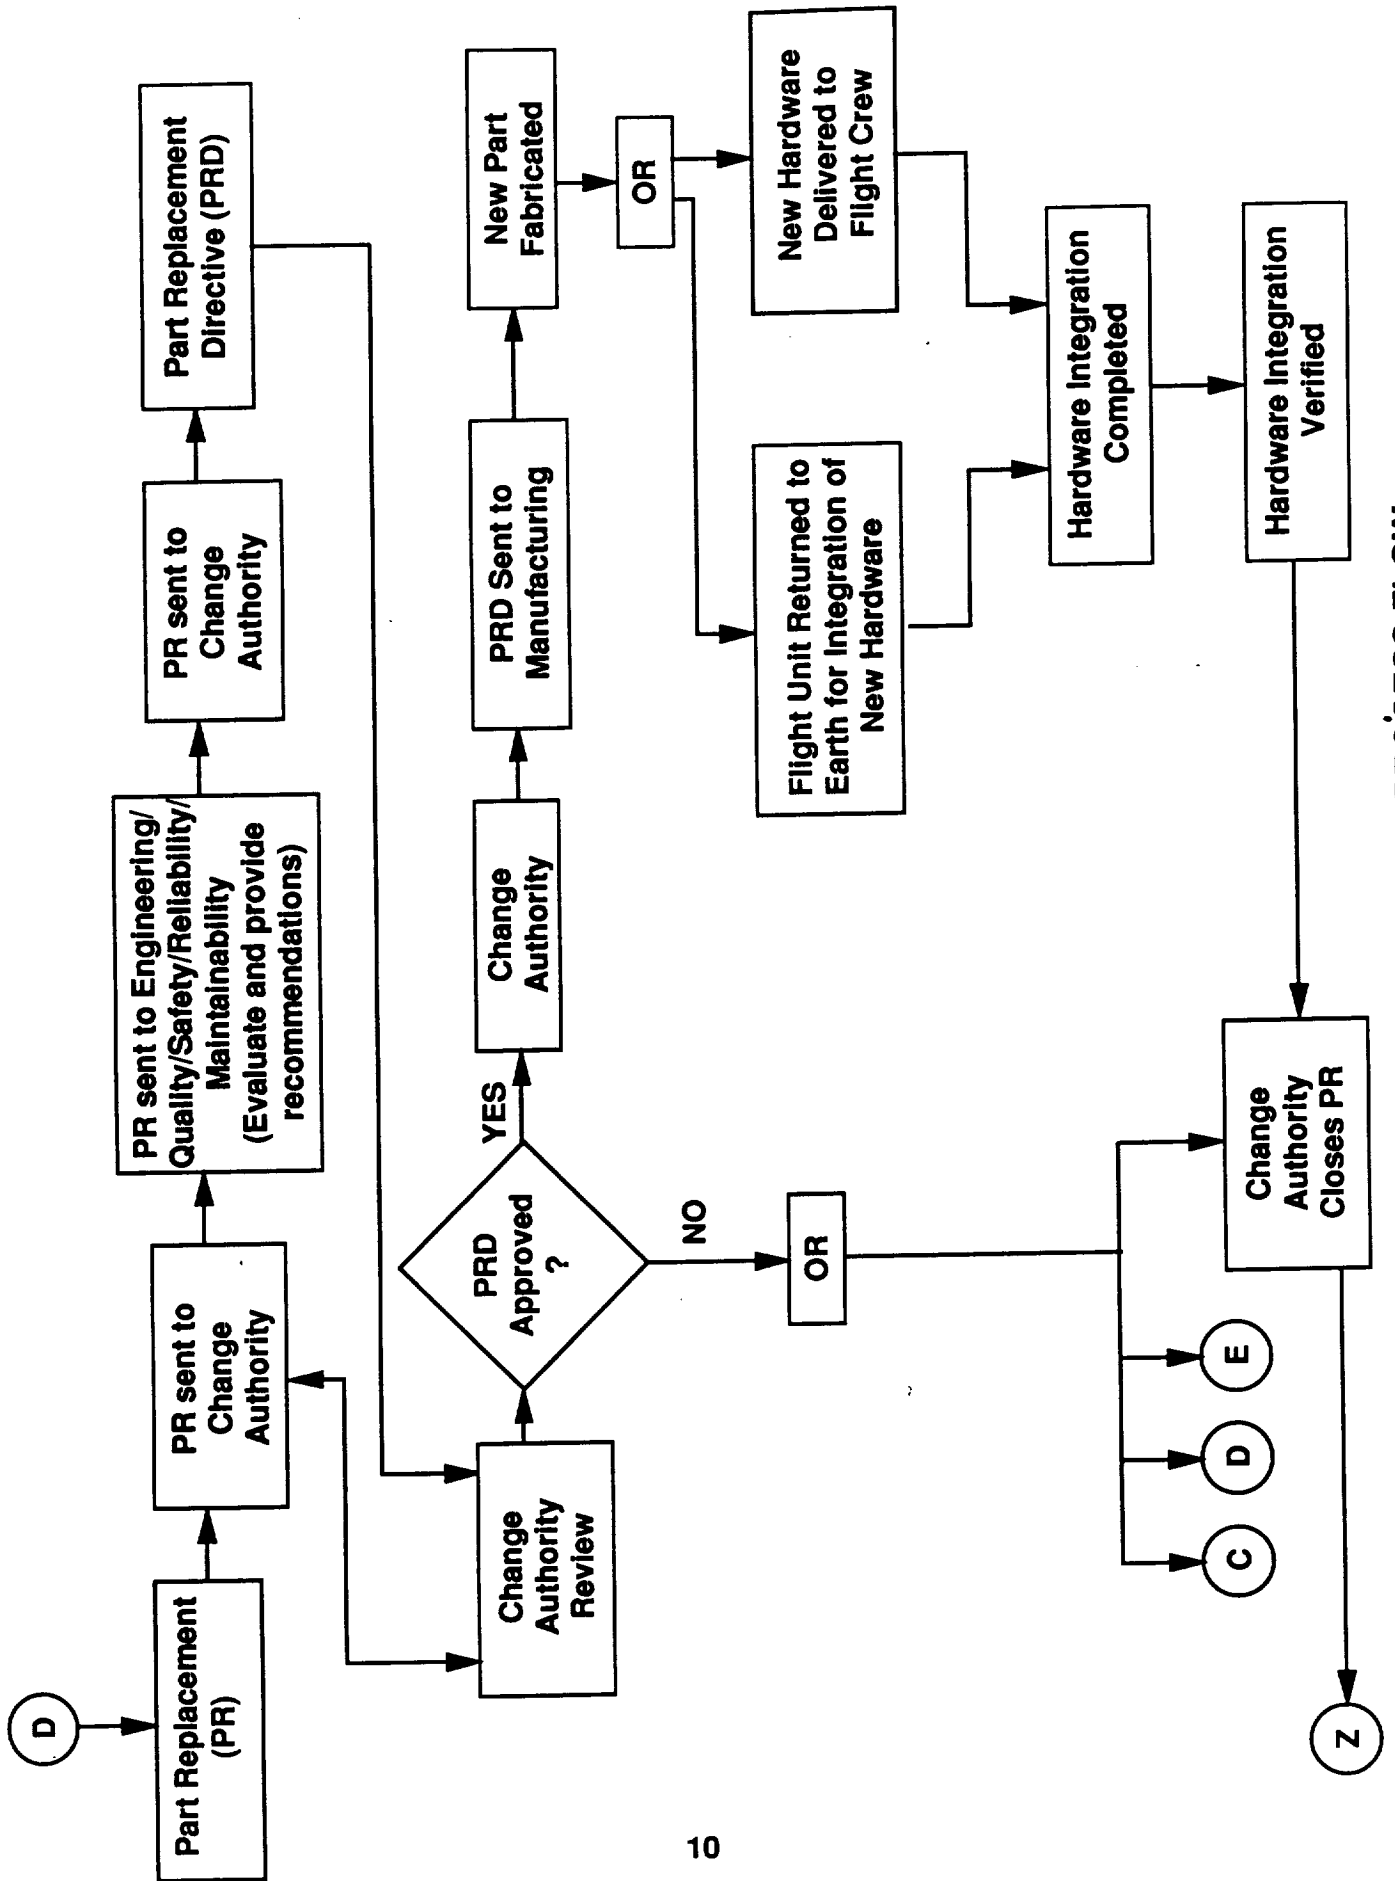 D
Part Replacement
(PR)
PR sent to
Change
Authority
PR sent to Engineering/
Quality/Safety/Reliability/
Maintainability
(Evaluate and provide
recommendations)
PR sent to
Change
Authority
Part Replacement
Directive (PRD)
Change
Authority
Review
PRD
Approved
?
YES
Change
Authority
PRD Sent to
Manufacturing
New Part
Fabricated
NO
OR
OR
Flight Unit Returned to
Earth for Integration of
New Hardware
New Hardware
Delivered to
Flight Crew
Hardware Integration
Completed
C
D
E
Change
Authority
Closes PR
Hardware Integration
Verified
Z
10